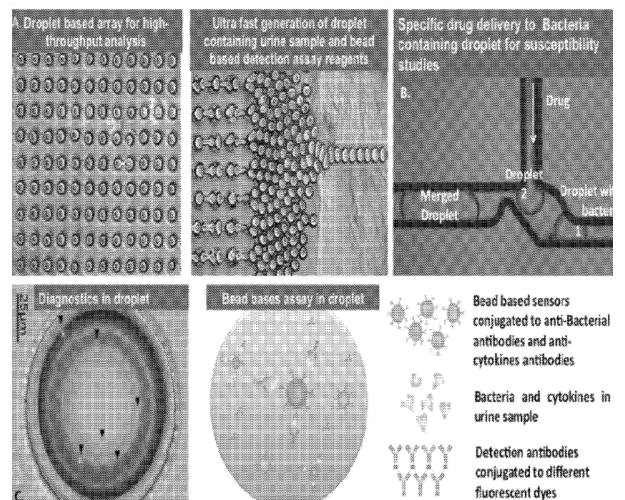 A. Droplet based array for high-
throughput analysis
Ultra fast generation of droplet
containing urine sample and bead
based detection assay reagents
Specific drug delivery to Bacteria
containing droplet for susceptibility
studies
B.
Drug
Droplet
2
Merged
Droplet
Droplet wi
bacter
1
Diagnostics in droplet
25μm
C
Bead bases assay in droplet
Bead based sensors
conjugated to anti-Bacterial
antibodies and anti-
cytokines antibodies
Bacteria and cytokines in
urine sample
Detection antibodies
conjugated to different
fluorescent dyes